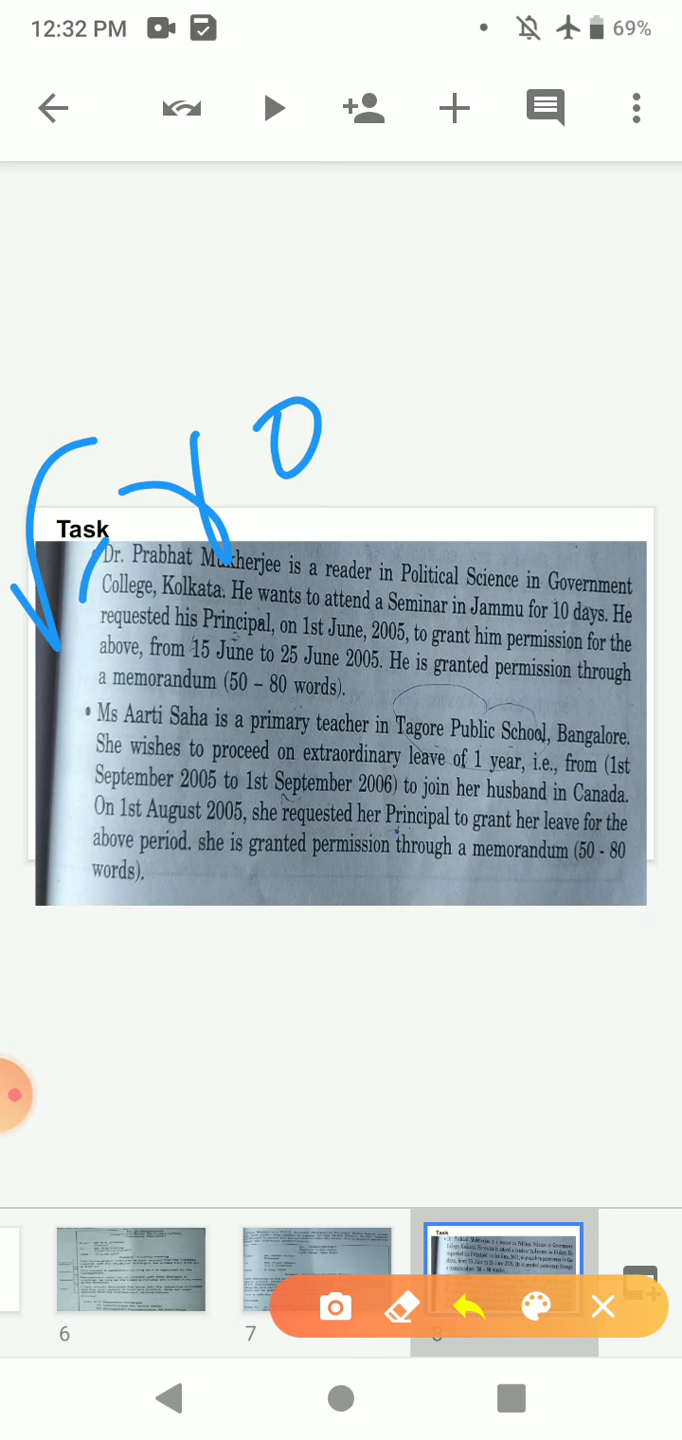 12:32 PM
69%
Task
Dr. Prabhat Mukherjee is a reader in Political Science in Government
College, Kolkata. He wants to attend a Seminar in Jammu for 10 days. He
requested his Principal, on 1st June, 2005, to grant him permission for the
above, from 15 June to 25 June 2005. He is granted permission through
a memorandum (50 – 80 words).
• Ms Aarti Saha is a primary teacher in Tagore Public School, Bangalore.
She wishes to proceed on extraordinary leave of 1 year, i.e., from (1st
September 2005 to 1st September 2006) to join her husband in Canada.
On 1st August 2005, she requested her Principal to grant her leave for the
above period. she is granted permission through a memorandum (50 - 80
words).
6
7
8